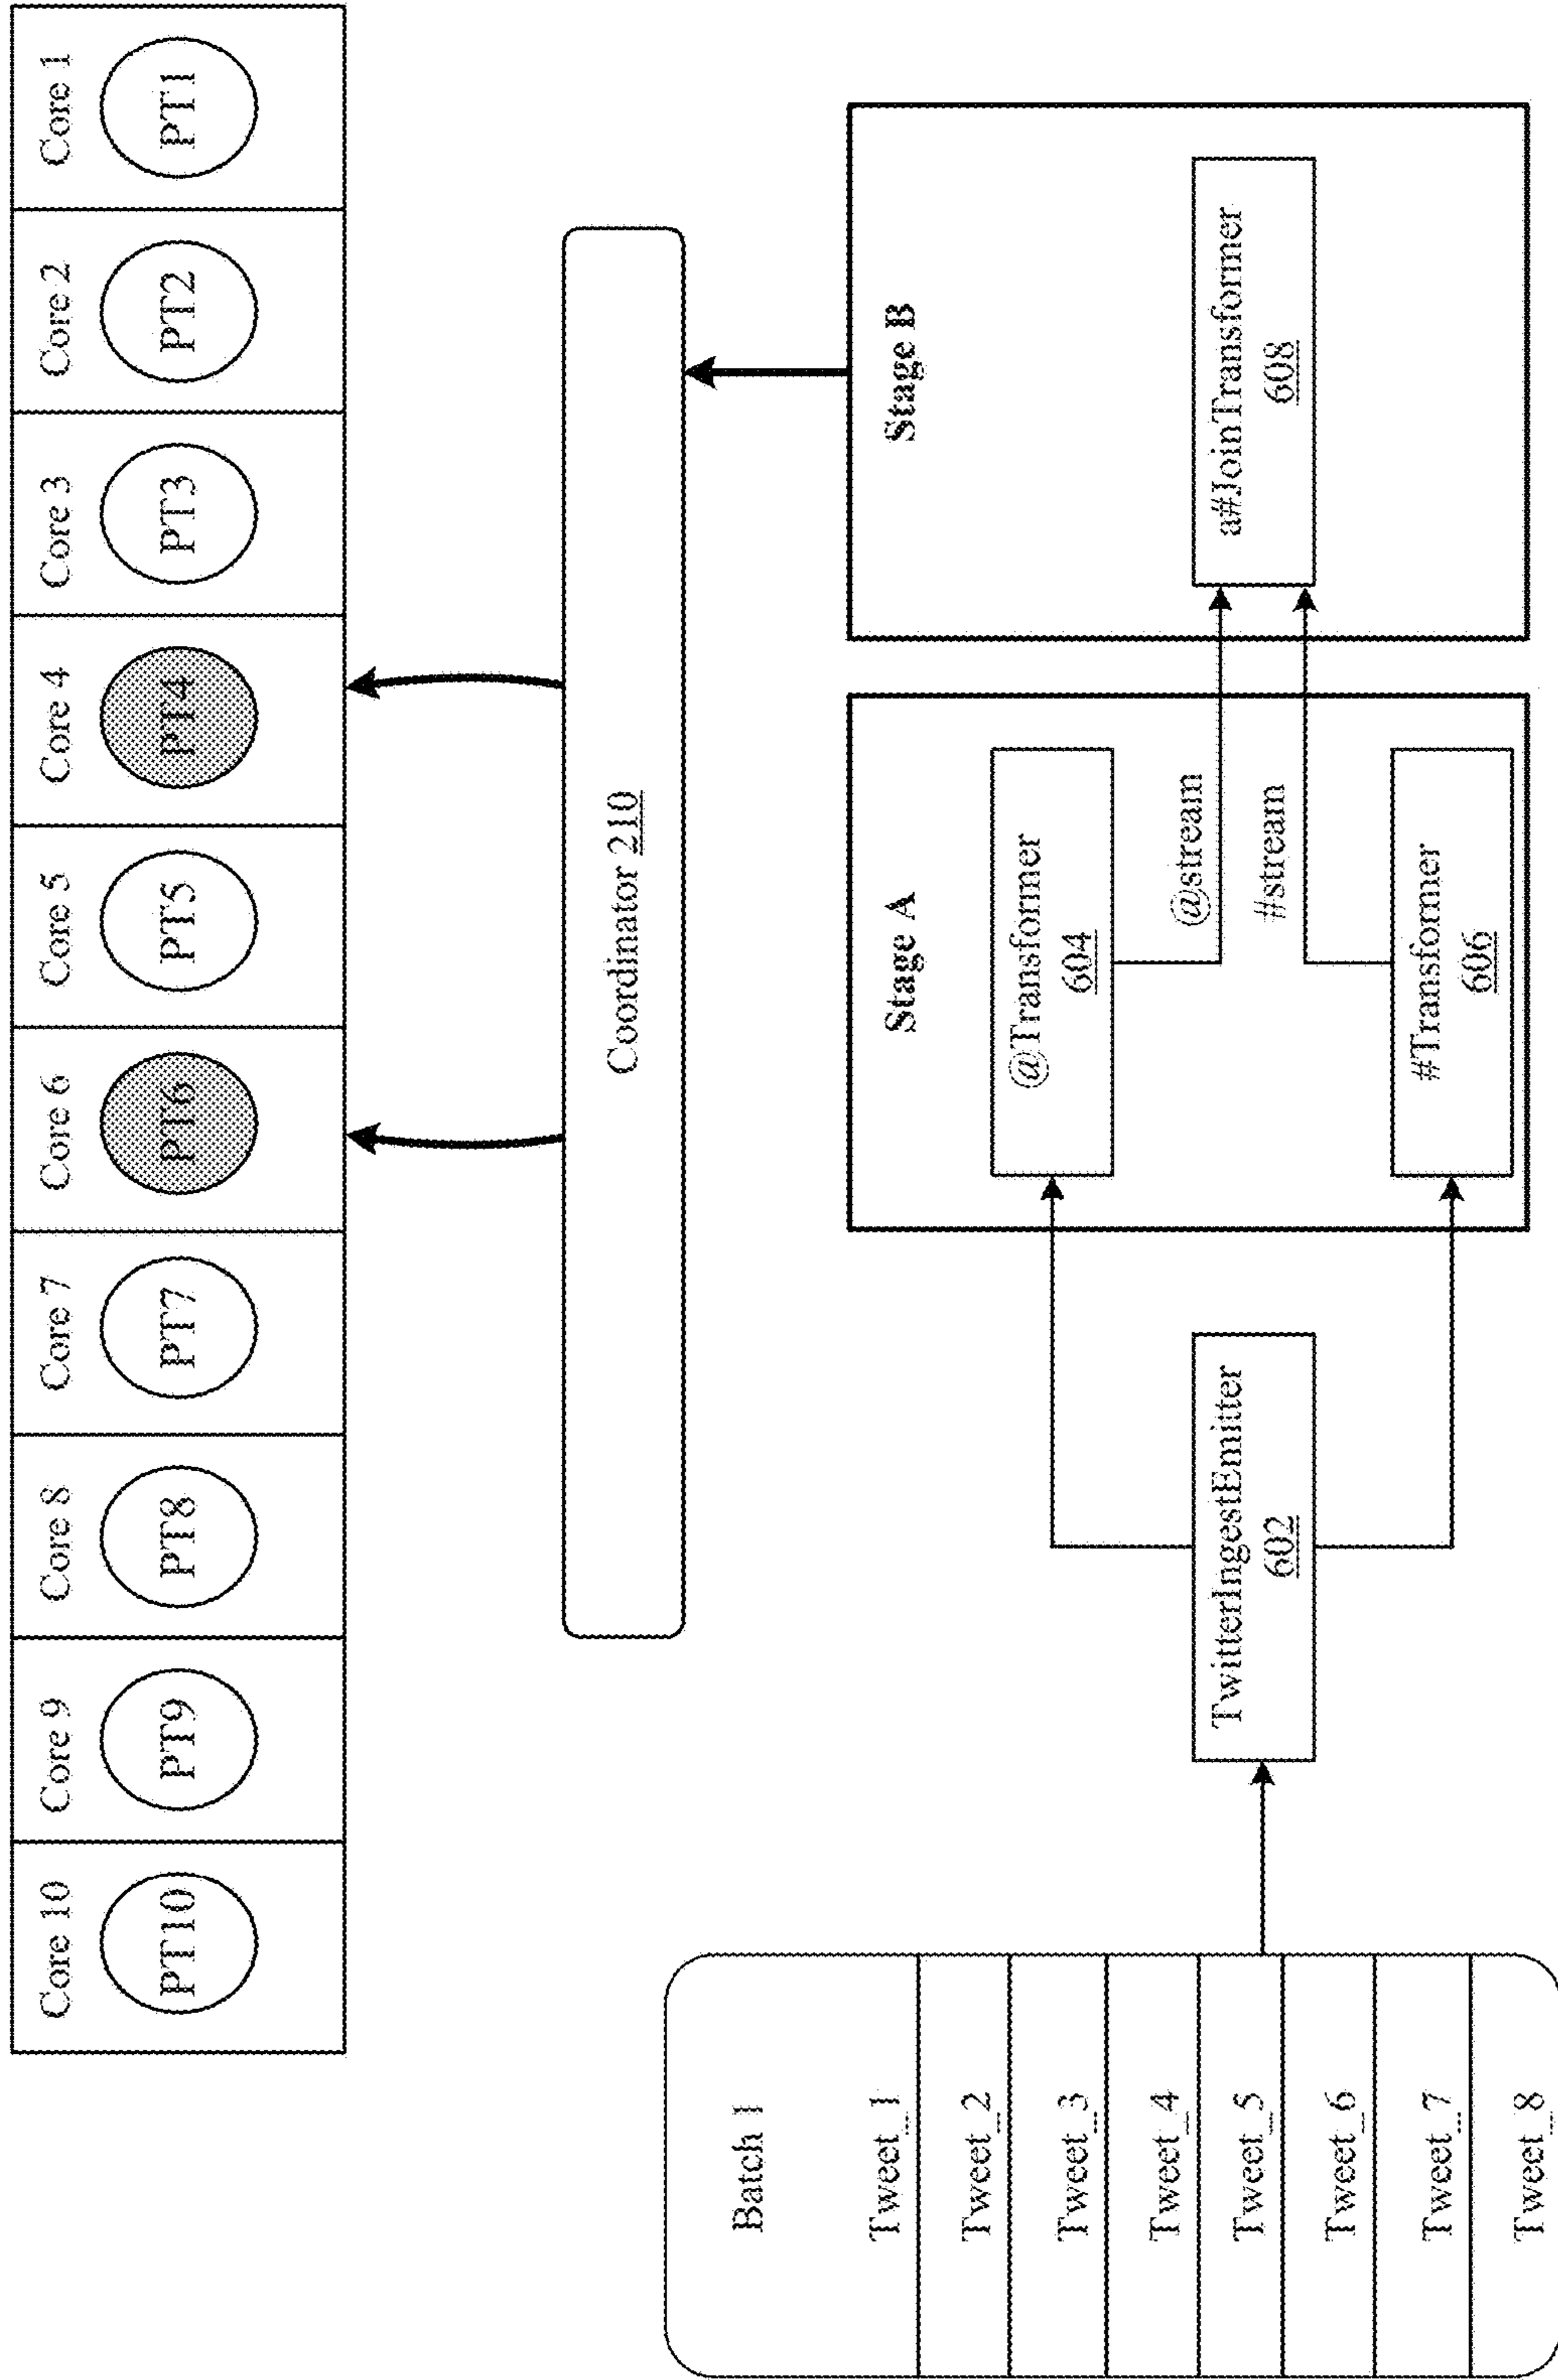 Core 10
Core 9
Core 8
Core 7
Core 6
Core 5
Core 4
Core 3
Core 2
Core 1
PT10
PT9
PT8
PT7
PT6
PT5
PT4
PT3
PT2
PT1
Coordinator 210
Batch 1
Tweet_1
Tweet_2
Tweet_3
Tweet_4
Tweet_5
Tweet_6
Tweet_7
Tweet_8
TwitterIngestEmitter
602
Stage A
@Transformer
604
@stream
#stream
#Transformer
606
Stage B
a#JoinTransformer
608